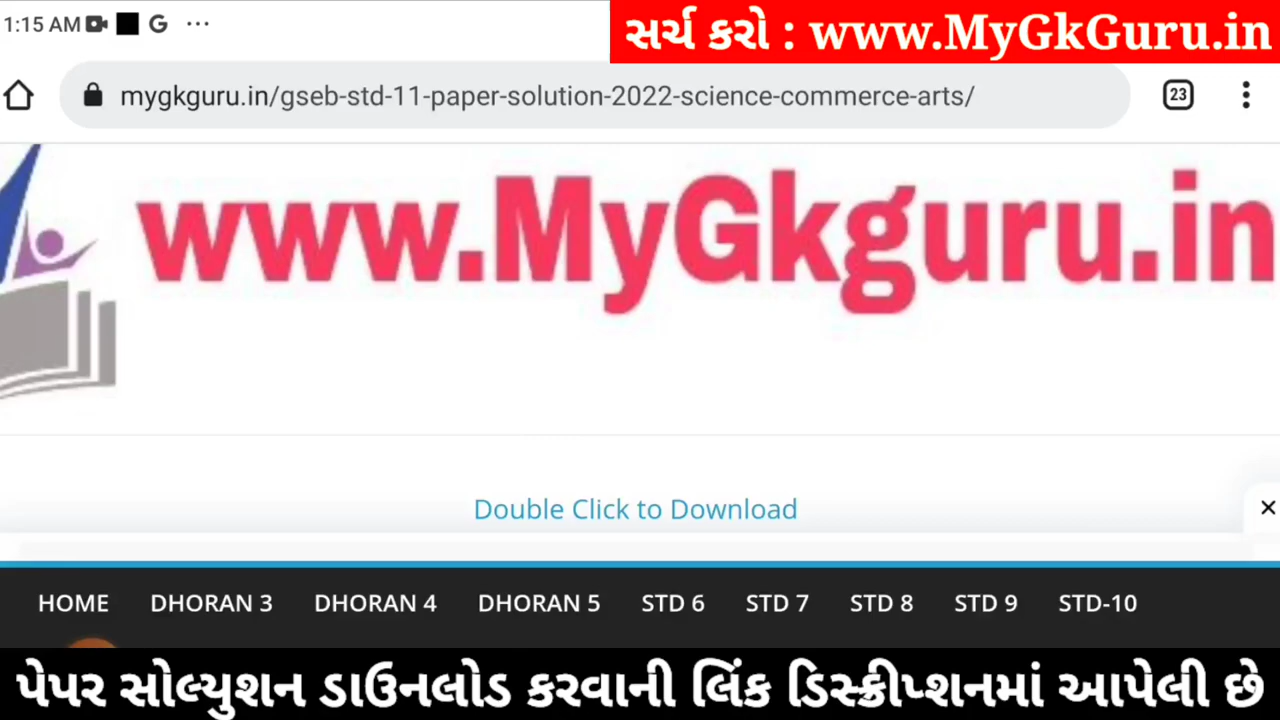 1:15 AM G ...
સર્ચ કરો : www.MyGkGuru.in
mygkguru.in/gseb-std-11-paper-solution-2022-science-commerce-arts/
23
www.MyGkguru.in
Double Click to Download
HOME DHORAN 3 DHORAN 4 DHORAN 5 STD 6 STD 7 STD 8 STD 9 STD-10
પેપર સોલ્યુશન ડાઉનલોડ કરવાની લિંક ડિસ્ક્રીપ્શનમાં આપેલી છે